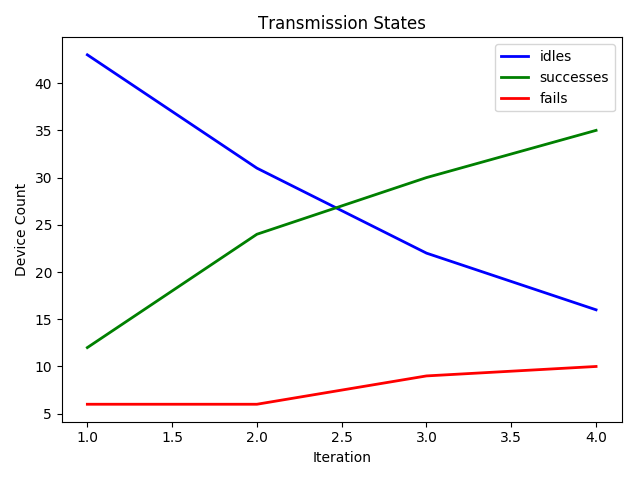 Transmission States
idles
successes
fails
Device Count
40
35
30
25
20
15
10
5
1.0 1.5 2.0 2.5 3.0 3.5 4.0
Iteration